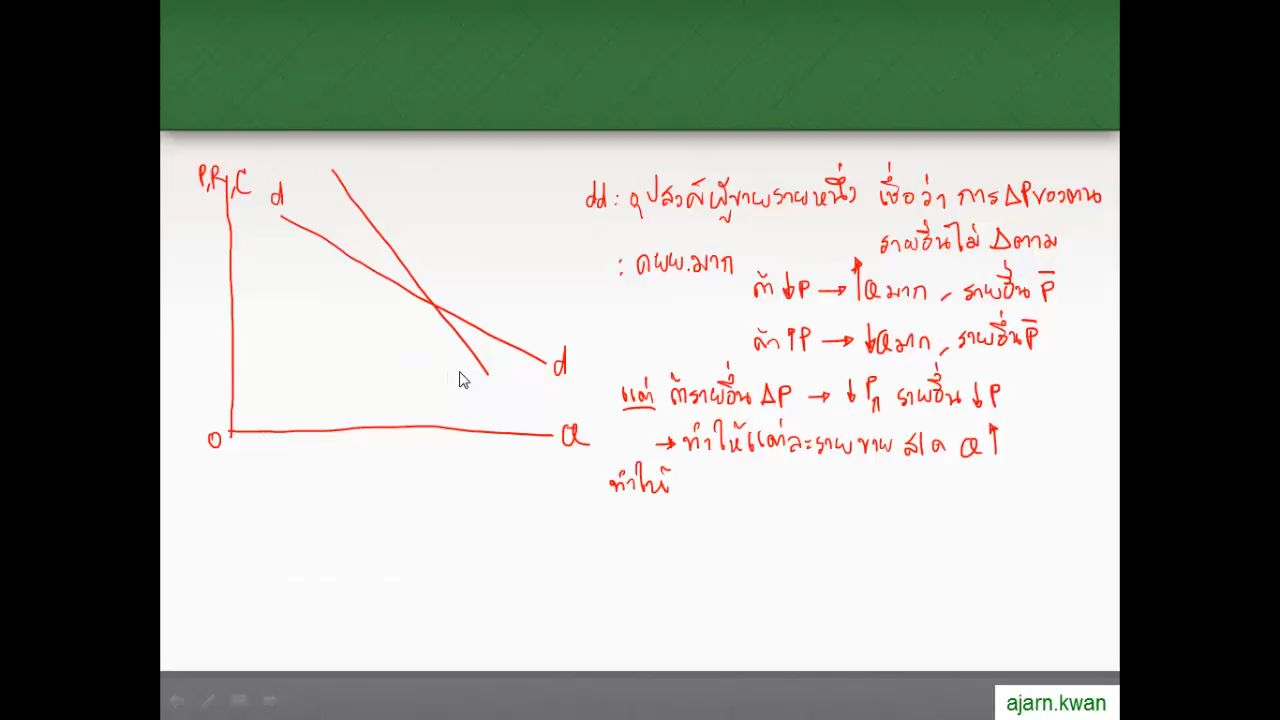 P,R,C
d
d
O
Q
dd : อุปสงค์ผู้ขายรายหนึ่ง เชื่อว่า การ ΔP ของตน
รายอื่นไม่ Δตาม
: คยย.มาก
ถ้า ↓P → ↑Q มาก , รายอื่น P̅
ถ้า ↑P → ↓Q มาก , รายอื่น P̅
แต่ ถ้ารายอื่น ΔP → ↓ Pก รายอื่น ↓P
→ ทำให้แต่ละรายขาย Q ↑
ทำให้
ajarn.kwan